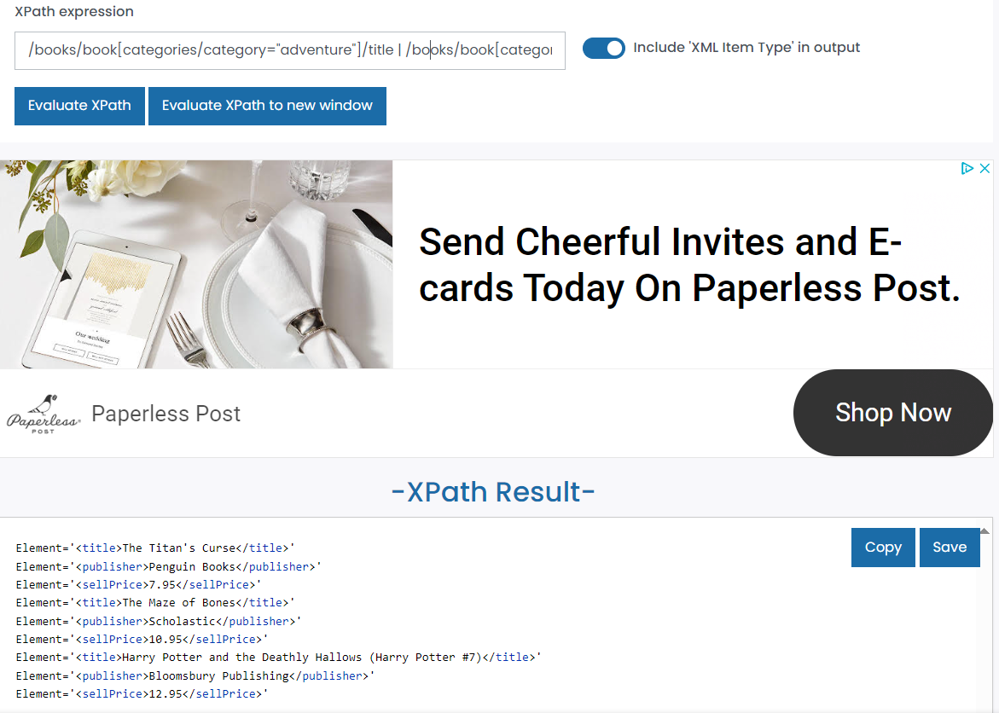 XPath expression
/books/book[categories/category="adventure"]/title | /books/book[categor
Include 'XML Item Type' in output
Evaluate XPath
Evaluate XPath to new window
Our wedding
Send Cheerful Invites and E-
cards Today On Paperless Post.
Paperless
POST
Paperless Post
Shop Now
-XPath Result-
Copy
Save
Element='<title>The Titan's Curse</title>'
Element='<publisher>Penguin Books</publisher>'
Element='<sellPrice>7.95</sellPrice>'
Element='<title>The Maze of Bones</title>'
Element='<publisher>Scholastic</publisher>'
Element='<sellPrice>10.95</sellPrice>'
Element='<title>Harry Potter and the Deathly Hallows (Harry Potter #7)</title>'
Element='<publisher>Bloomsbury Publishing</publisher>'
Element='<sellPrice>12.95</sellPrice>'